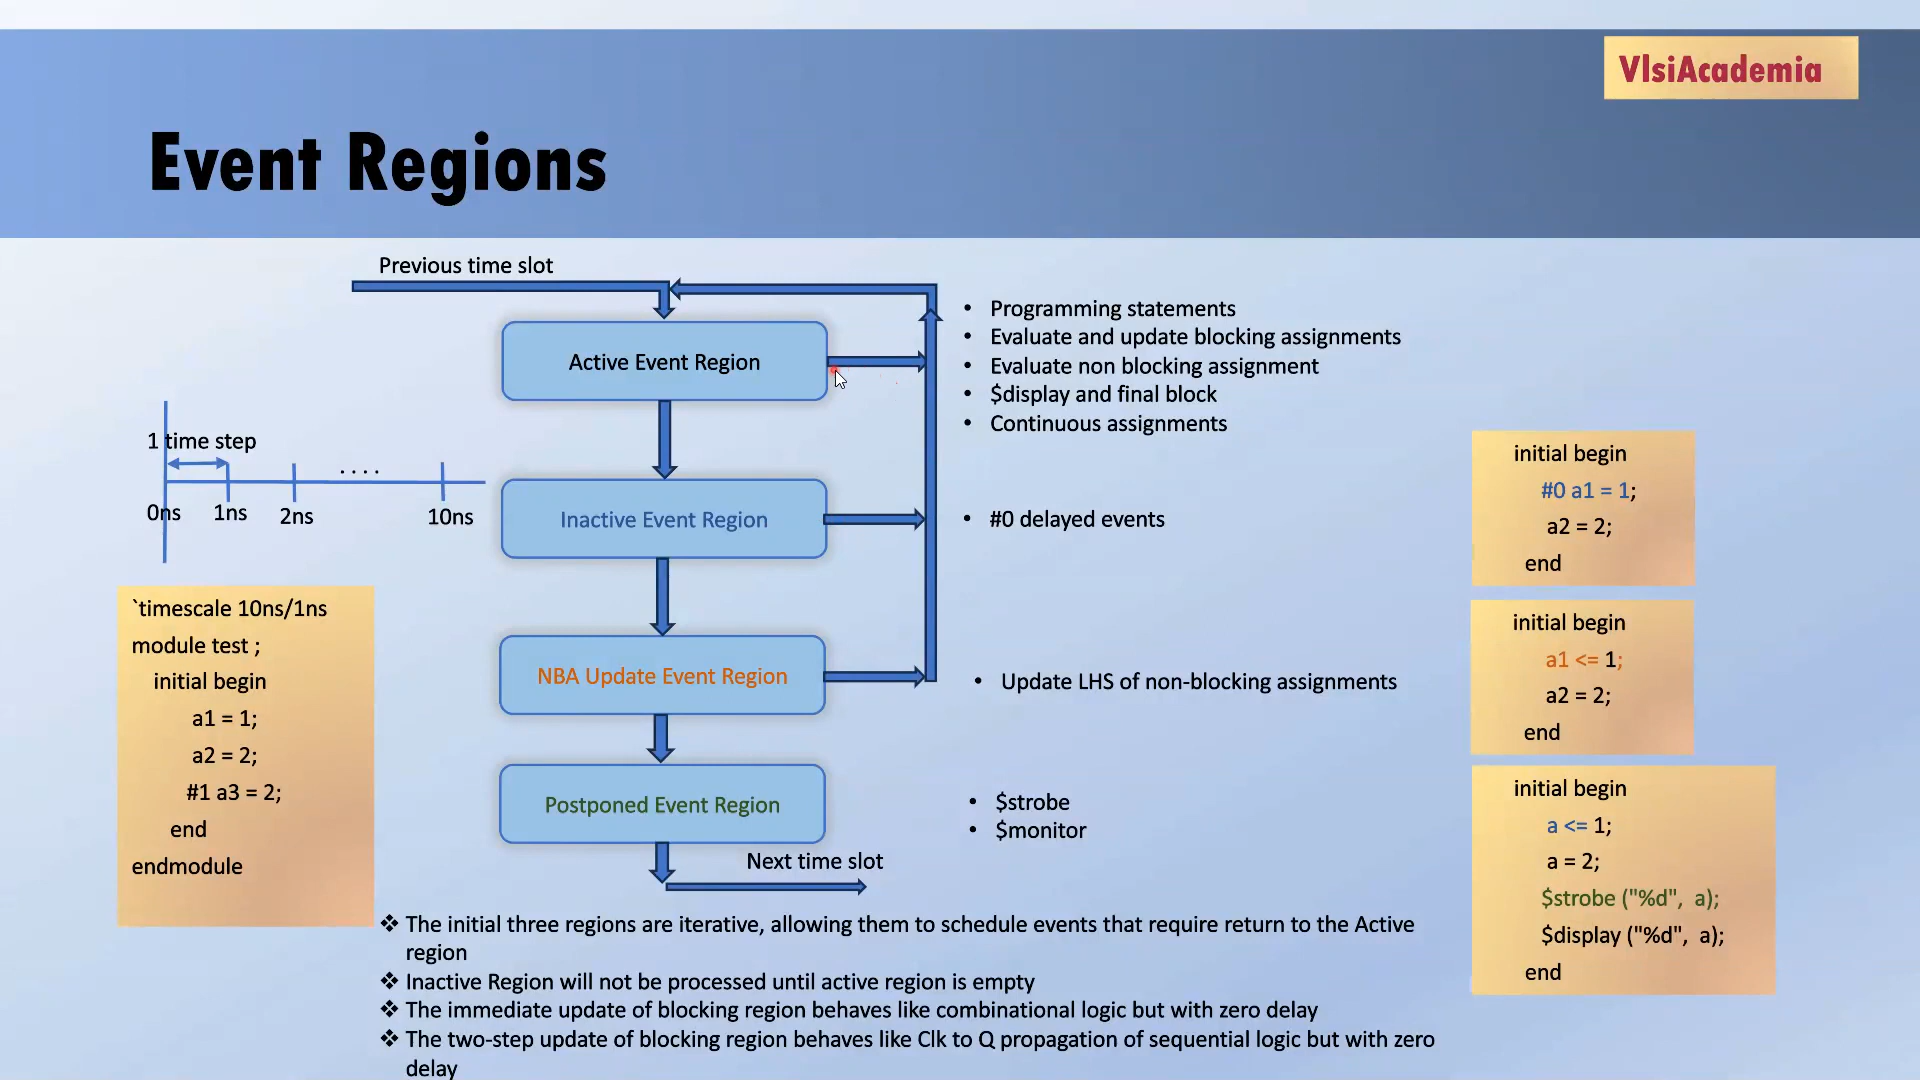 VlsiAcademia
Event Regions
Previous time slot
Active Event Region
• Programming statements
• Evaluate and update blocking assignments
• Evaluate non blocking assignment
• $display and final block
• Continuous assignments
1 time step
. . . .
0ns 1ns 2ns 10ns
Inactive Event Region
• #0 delayed events
initial begin
#0 a1 = 1;
a2 = 2;
end
`timescale 10ns/1ns
module test ;
initial begin
a1 = 1;
a2 = 2;
#1 a3 = 2;
end
endmodule
NBA Update Event Region
• Update LHS of non-blocking assignments
initial begin
a1 <= 1;
a2 = 2;
end
Postponed Event Region
• $strobe
• $monitor
Next time slot
initial begin
a <= 1;
a = 2;
$strobe ("%d", a);
$display ("%d", a);
end
❖ The initial three regions are iterative, allowing them to schedule events that require return to the Active
region
❖ Inactive Region will not be processed until active region is empty
❖ The immediate update of blocking region behaves like combinational logic but with zero delay
❖ The two-step update of blocking region behaves like Clk to Q propagation of sequential logic but with zero
delay